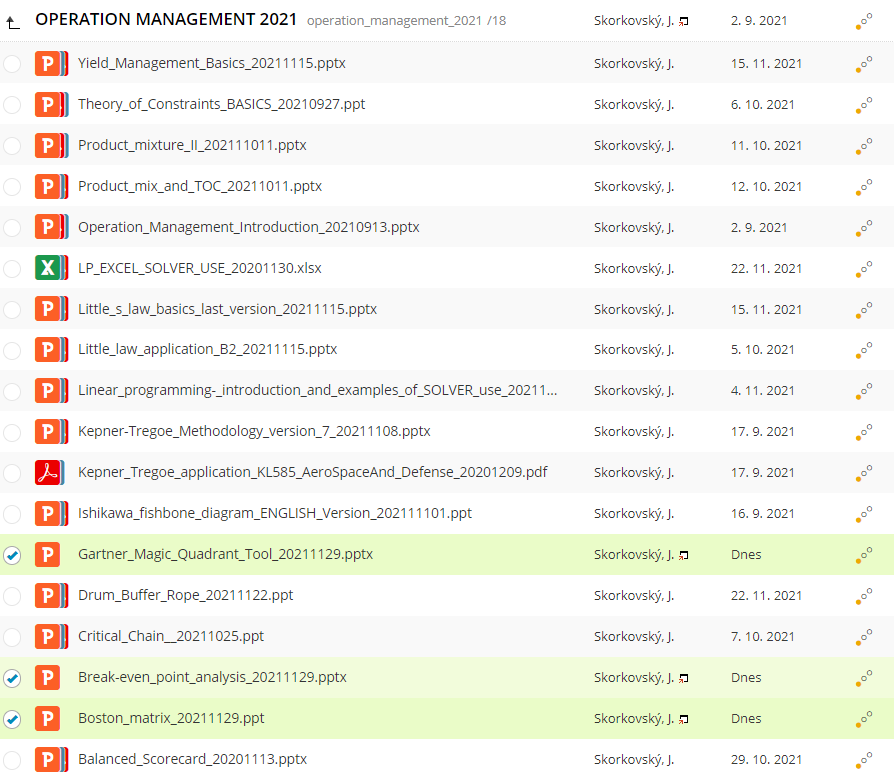 OPERATION MANAGEMENT 2021 operation_management_2021 /18 Skorkovský, J. 2. 9. 2021
Yield_Management_Basics_20211115.pptx Skorkovský, J. 15. 11. 2021
Theory_of_Constraints_BASICS_20210927.ppt Skorkovský, J. 6. 10. 2021
Product_mixture_II_202111011.pptx Skorkovský, J. 11. 10. 2021
Product_mix_and_TOC_20211011.pptx Skorkovský, J. 12. 10. 2021
Operation_Management_Introduction_20210913.pptx Skorkovský, J. 2. 9. 2021
LP_EXCEL_SOLVER_USE_20201130.xlsx Skorkovský, J. 22. 11. 2021
Little_s_law_basics_last_version_20211115.pptx Skorkovský, J. 15. 11. 2021
Little_law_application_B2_20211115.pptx Skorkovský, J. 5. 10. 2021
Linear_programming-_introduction_and_examples_of_SOLVER_use_20211... Skorkovský, J. 4. 11. 2021
Kepner-Tregoe_Methodology_version_7_20211108.pptx Skorkovský, J. 17. 9. 2021
Kepner_Tregoe_application_KL585_AeroSpaceAnd_Defense_20201209.pdf Skorkovský, J. 17. 9. 2021
Ishikawa_fishbone_diagram_ENGLISH_Version_202111101.ppt Skorkovský, J. 16. 9. 2021
Gartner_Magic_Quadrant_Tool_20211129.pptx Skorkovský, J. Dnes
Drum_Buffer_Rope_20211122.ppt Skorkovský, J. 22. 11. 2021
Critical_Chain__20211025.ppt Skorkovský, J. 7. 10. 2021
Break-even_point_analysis_20211129.pptx Skorkovský, J. Dnes
Boston_matrix_20211129.ppt Skorkovský, J. Dnes
Balanced_Scorecard_20201113.pptx Skorkovský, J. 29. 10. 2021